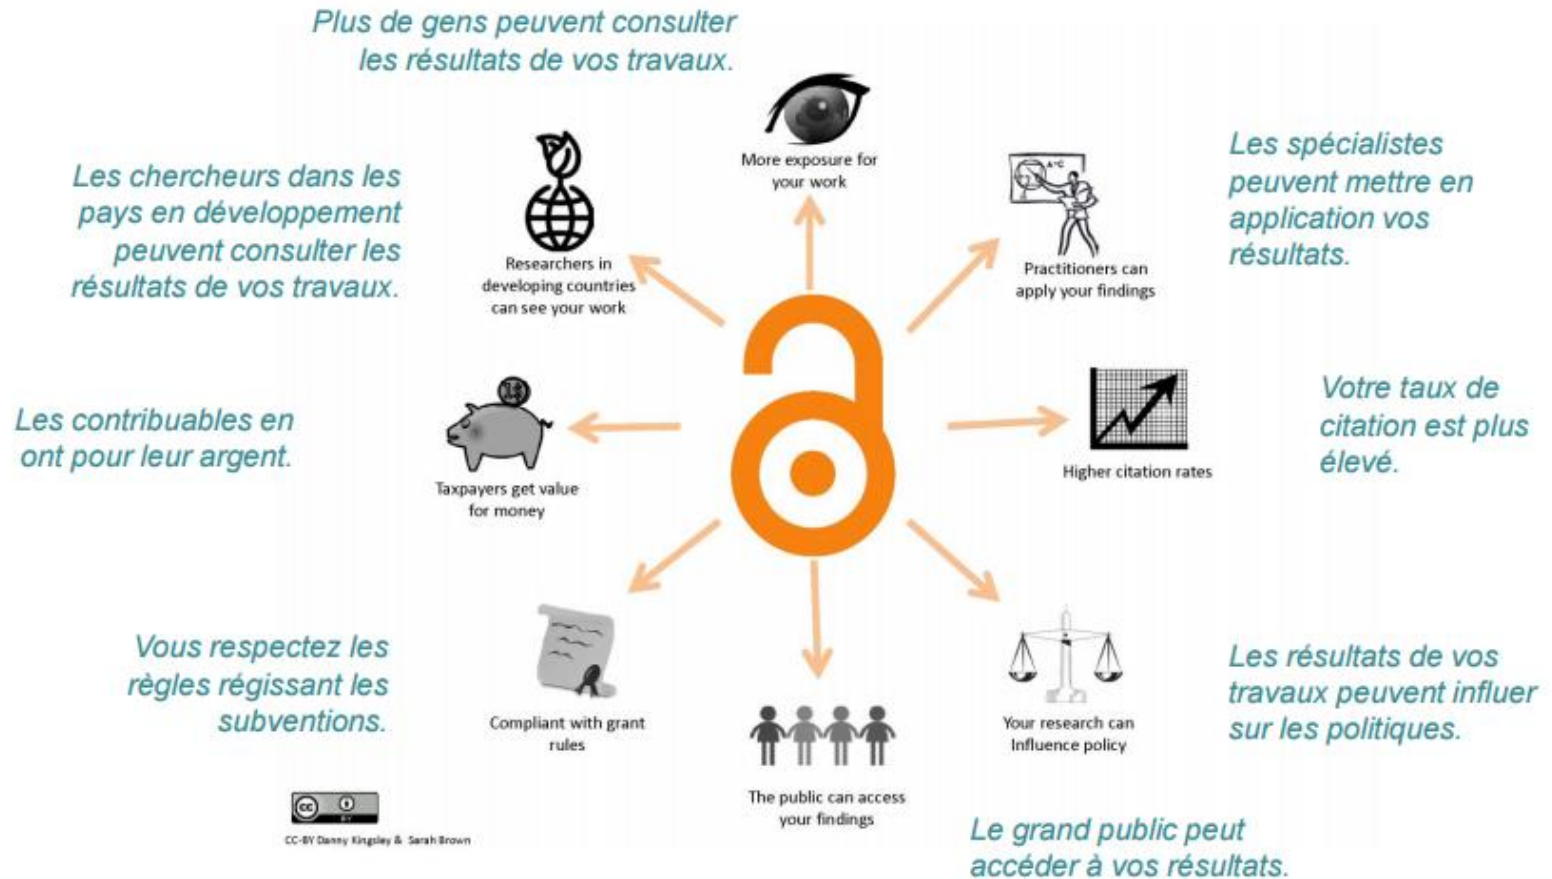 Plus de gens peuvent consulter
les résultats de vos travaux.
More exposure for
your work
Les spécialistes
peuvent mettre en
application vos
résultats.
Practitioners can
apply your findings
Votre taux de
citation est plus
élevé.
Higher citation rates
Les résultats de vos
travaux peuvent influer
sur les politiques.
Your research can
Influence policy
The public can access
your findings
Le grand public peut
accéder à vos résultats.
Vous respectez les
règles régissant les
subventions.
Compliant with grant
rules
Les contribuables en
ont pour leur argent.
Taxpayers get value
for money
Les chercheurs dans les
pays en développement
peuvent consulter les
résultats de vos travaux.
Researchers in
developing countries
can see your work
cc
BY
CC-BY Danny Kingsley & Sarah Brown